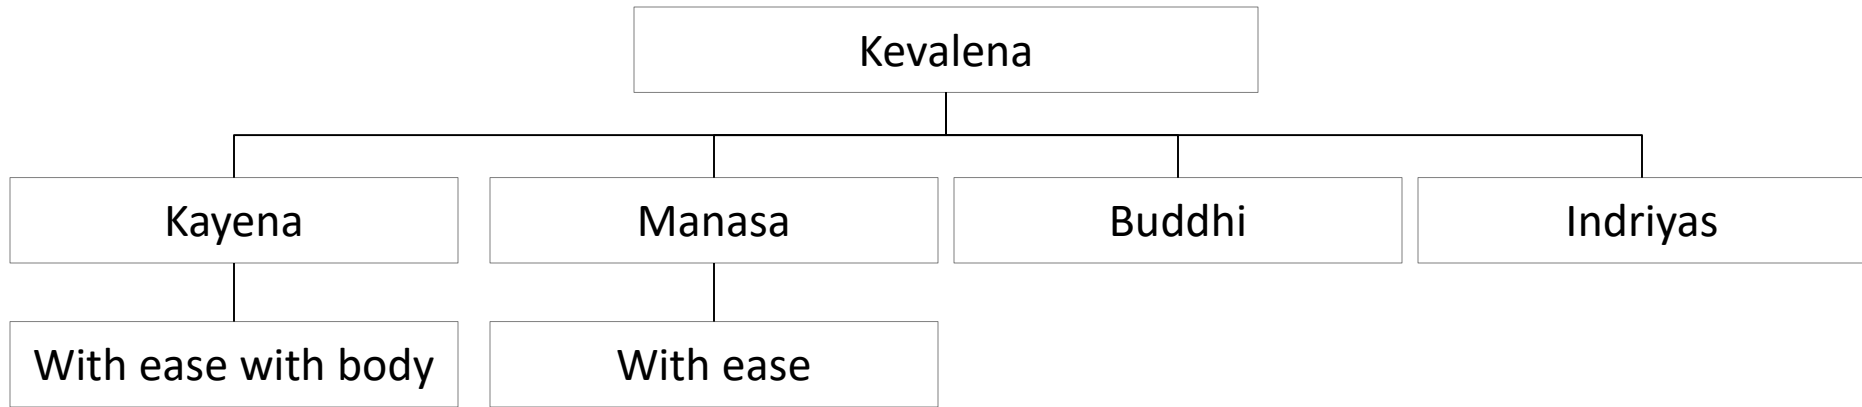 Kevalena
Kayena
Manasa
Buddhi
Indriyas
With ease with body
With ease